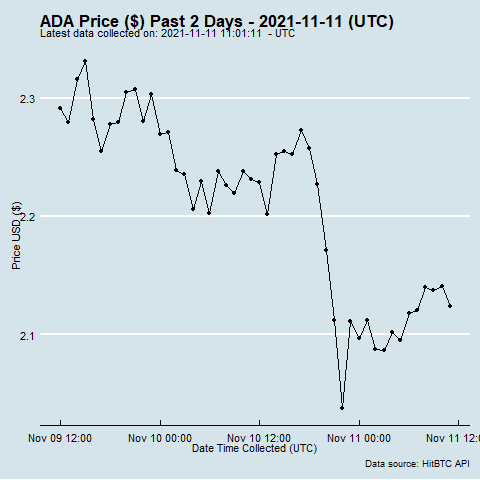 ADA Price ($) Past 2 Days - 2021-11-11 (UTC)
Latest data collected on: 2021-11-11 11:01:11 - UTC
2.3
2.2
2.1
Price USD ($)
Nov 09 12:00
Nov 10 00:00
Nov 10 12:00
Nov 11 00:00
Nov 11 12:00
Date Time Collected (UTC)
Data source: HitBTC API